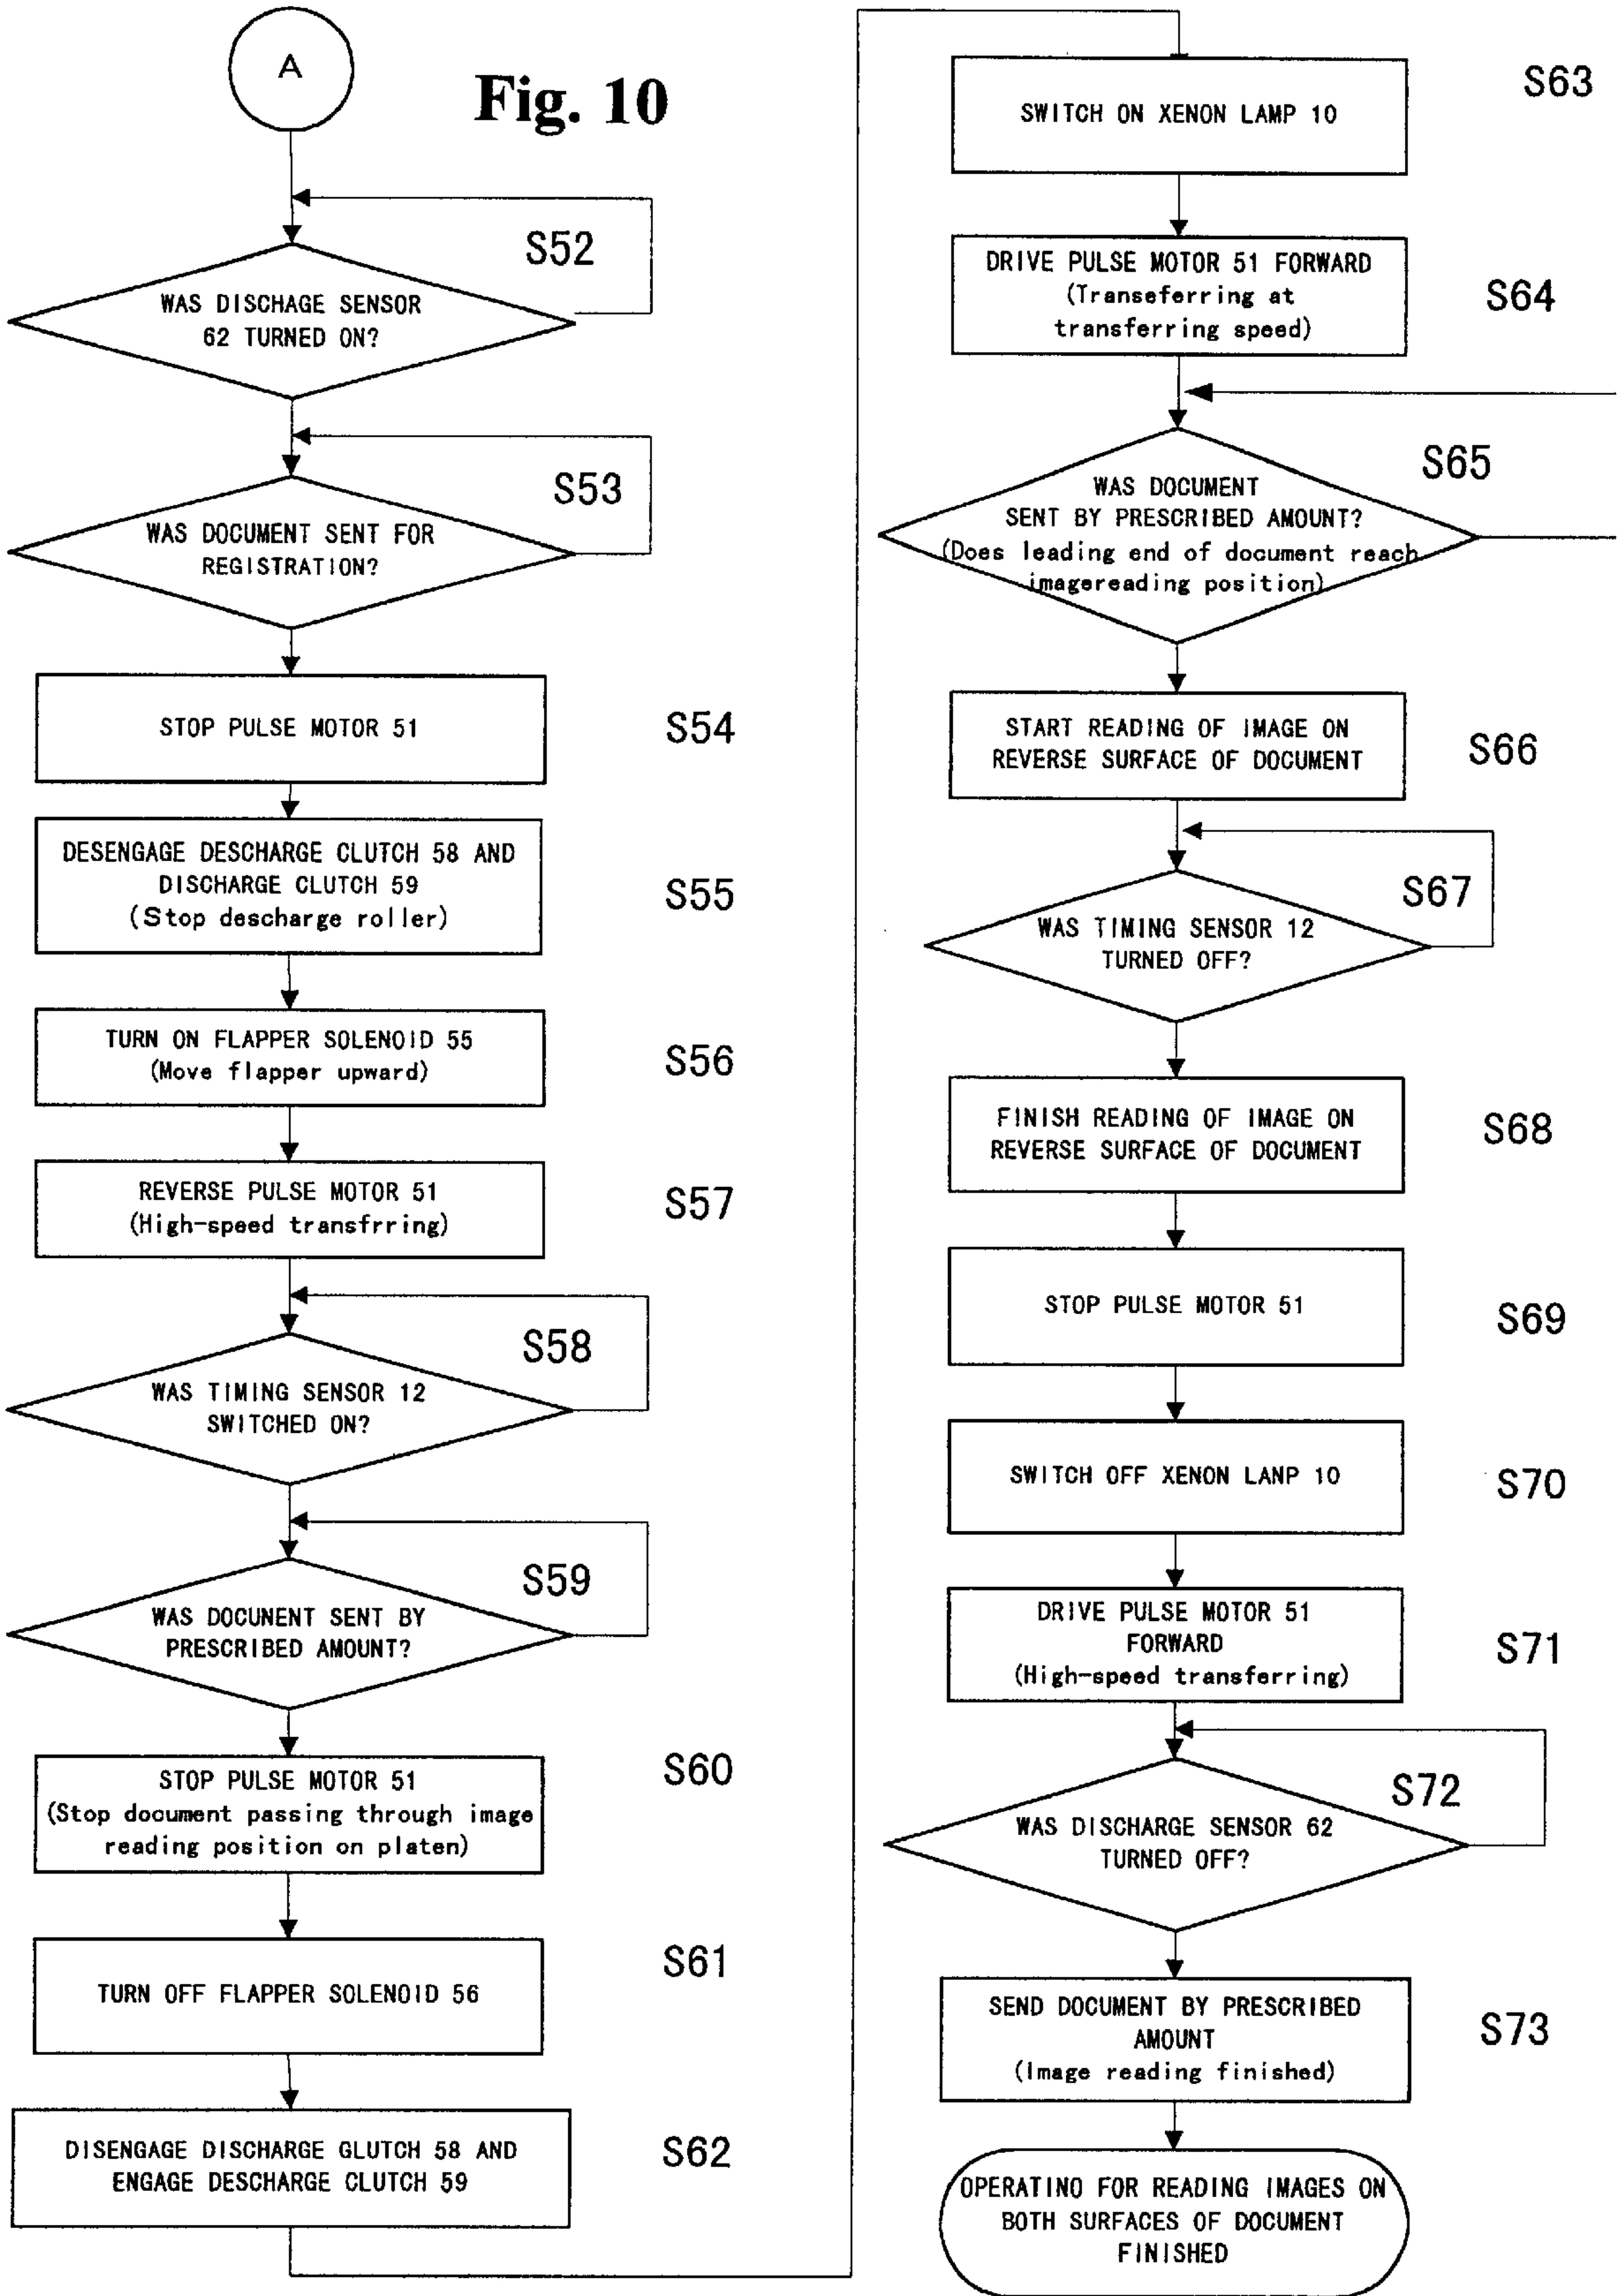 A
Fig. 10
S52
WAS DISCHAGE SENSOR
62 TURNED ON?
S53
WAS DOCUMENT SENT FOR
REGISTRATION?
STOP PULSE MOTOR 51
S54
DESENGAGE DESCHARGE CLUTCH 58 AND
DISCHARGE CLUTCH 59
(Stop descharge roller)
S55
TURN ON FLAPPER SOLENOID 55
(Move flapper upward)
S56
REVERSE PULSE MOTOR 51
(High-speed transfrring)
S57
S58
WAS TIMING SENSOR 12
SWITCHED ON?
S59
WAS DOCUNENT SENT BY
PRESCRIBED AMOUNT?
STOP PULSE MOTOR 51
(Stop document passing through image
reading position on platen)
S60
TURN OFF FLAPPER SOLENOID 56
S61
DISENGAGE DISCHARGE GLUTCH 58 AND
ENGAGE DESCHARGE CLUTCH 59
S62
SWITCH ON XENON LAMP 10
S63
DRIVE PULSE MOTOR 51 FORWARD
(Transeferring at
transferring speed)
S64
S65
WAS DOCUMENT
SENT BY PRESCRIBED AMOUNT?
(Does leading end of document reach
imagereading position)
START READING OF IMAGE ON
REVERSE SURFACE OF DOCUMENT
S66
S67
WAS TIMING SENSOR 12
TURNED OFF?
FINISH READING OF IMAGE ON
REVERSE SURFACE OF DOCUMENT
S68
STOP PULSE MOTOR 51
S69
SWITCH OFF XENON LANP 10
S70
DRIVE PULSE MOTOR 51
FORWARD
(High-speed transferring)
S71
S72
WAS DISCHARGE SENSOR 62
TURNED OFF?
SEND DOCUMENT BY PRESCRIBED
AMOUNT
(Image reading finished)
S73
OPERATINO FOR READING IMAGES ON
BOTH SURFACES OF DOCUMENT
FINISHED